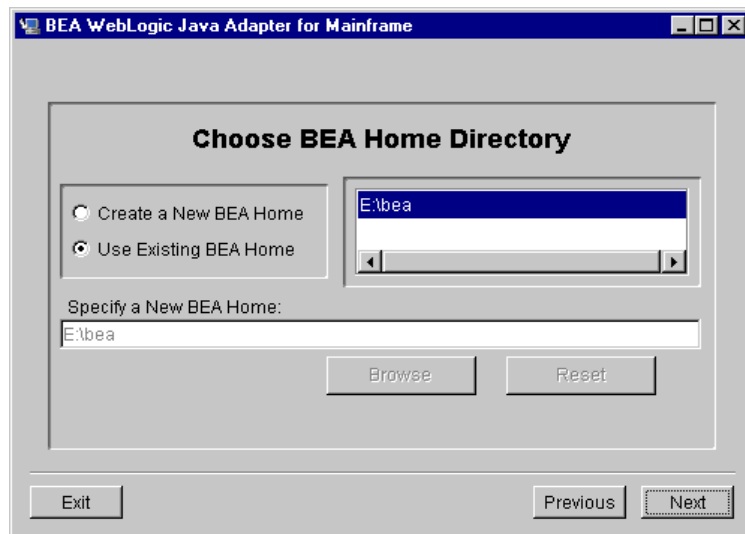 BEA WebLogic Java Adapter for Mainframe
Choose BEA Home Directory
Create a New BEA Home
Use Existing BEA Home
E:\bea
Specify a New BEA Home:
E:\bea
Browse
Reset
Exit
Previous
Next